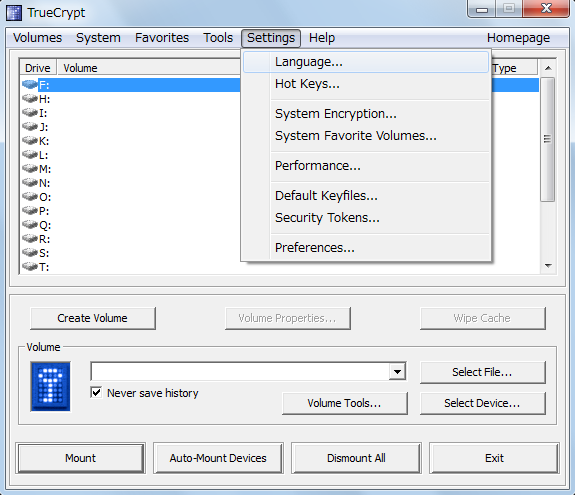 TrueCrypt
Volumes System Favorites Tools Settings Help Homepage
Drive Volume Type
Language...
Hot Keys...
System Encryption...
System Favorite Volumes...
Performance...
Default Keyfiles...
Security Tokens...
Preferences...
F:
H:
I:
J:
K:
L:
M:
N:
O:
P:
Q:
R:
S:
T:
Create Volume Volume Properties... Wipe Cache
Volume
Select File...
Never save history
Volume Tools... Select Device...
Mount Auto-Mount Devices Dismount All Exit